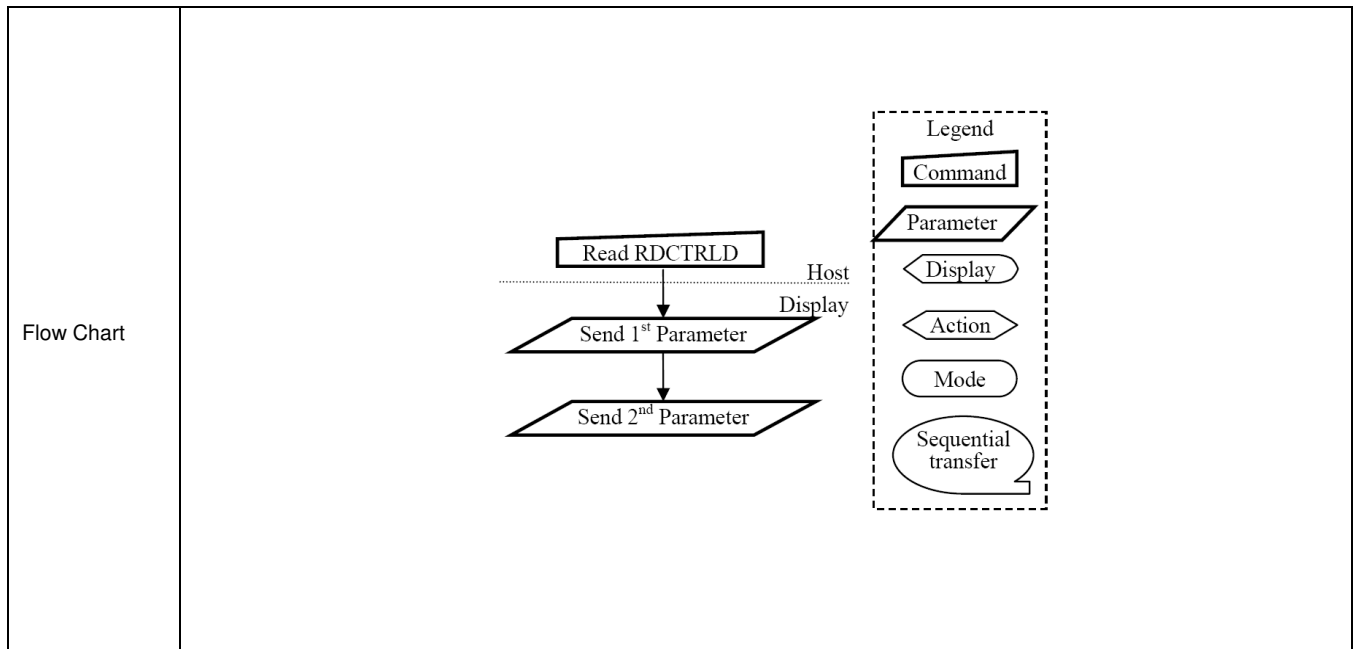 Flow Chart
Read RDCTRLD
Host
Display
Send 1st Parameter
Send 2nd Parameter
Legend
Command
Parameter
Display
Action
Mode
Sequential
transfer